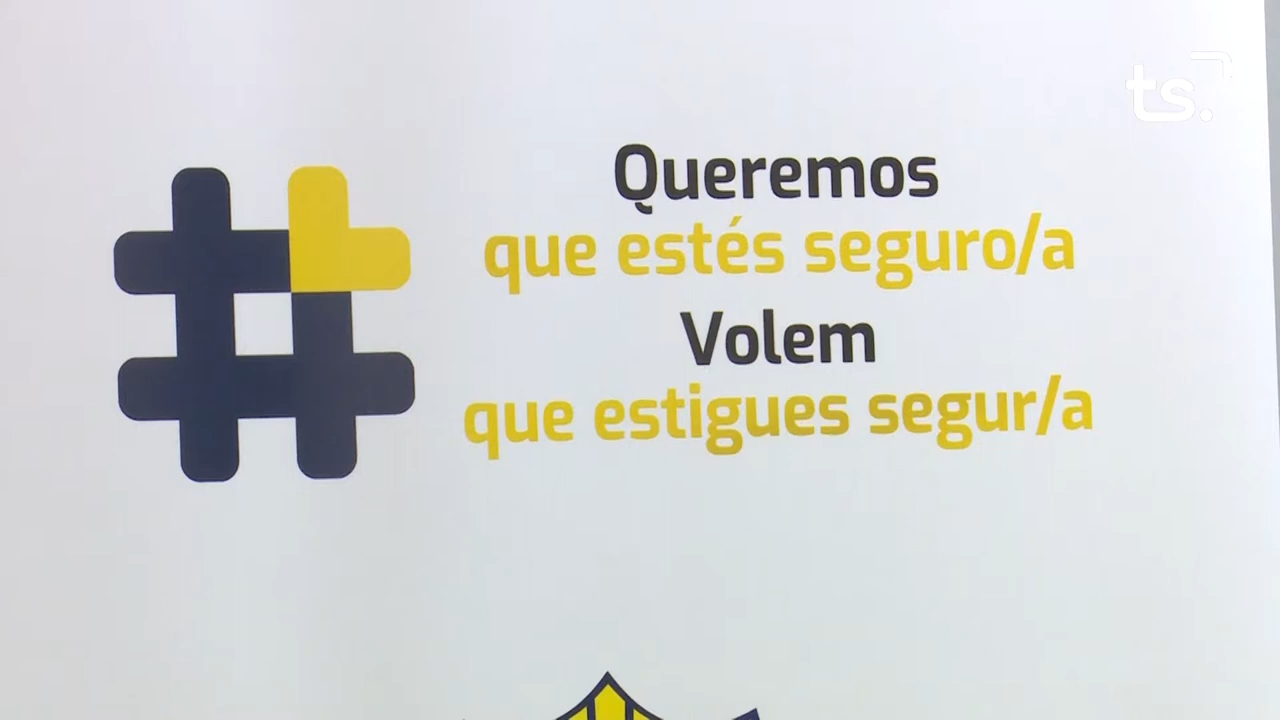 ts.
#
Queremos
que estés seguro/a
Volem
que estigues segur/a